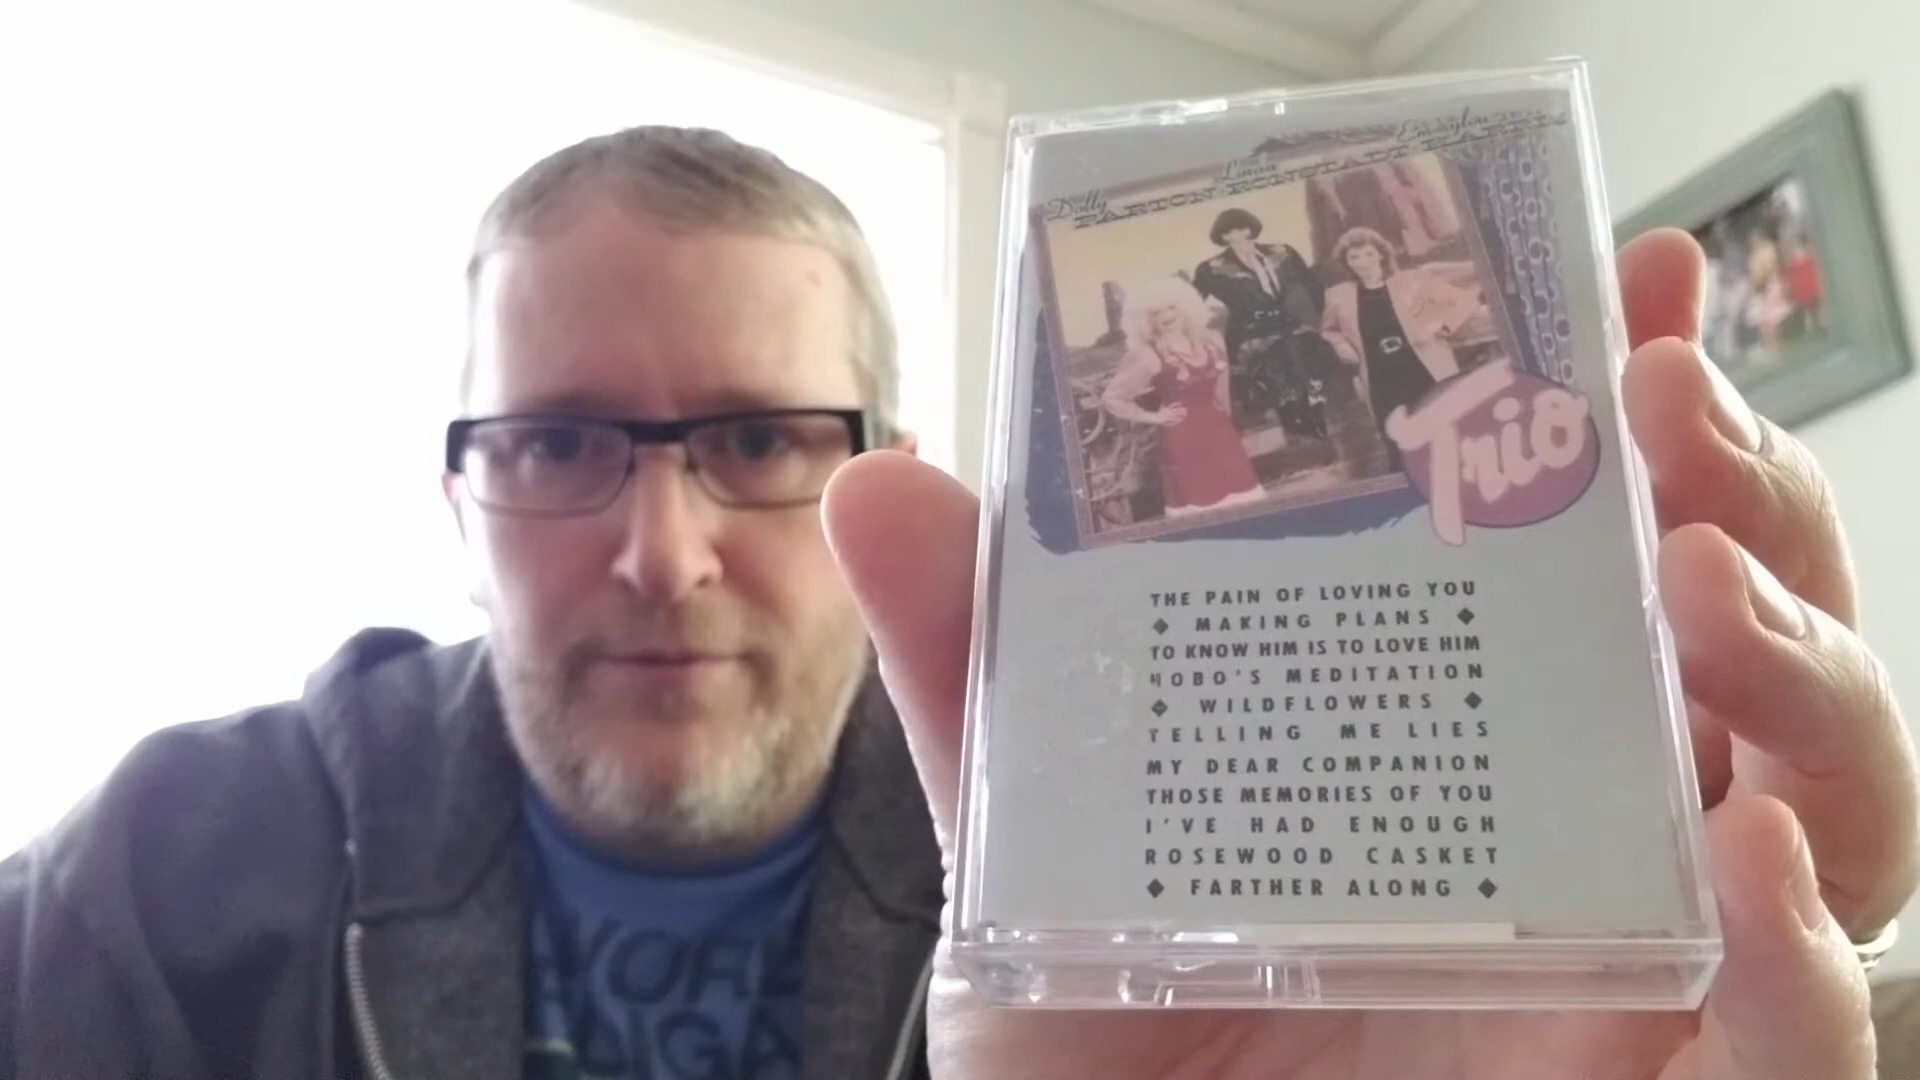 Dolly Linda Emmylou
PARTON RONSTADT HARRIS
Trio
THE PAIN OF LOVING YOU
◆ MAKING PLANS ◆
TO KNOW HIM IS TO LOVE HIM
HOBO'S MEDITATION
◆ WILDFLOWERS ◆
TELLING ME LIES
MY DEAR COMPANION
THOSE MEMORIES OF YOU
I'VE HAD ENOUGH
ROSEWOOD CASKET
◆ FARTHER ALONG ◆